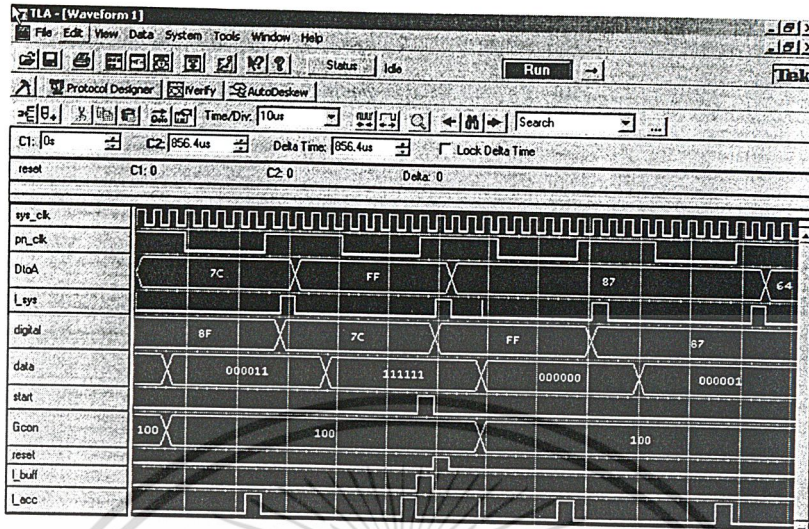 TLA - [Waveform 1]
File Edit View Data System Tools Window Help
Status Idle Run Tek
Protocol Designer iVerify AutoDeskew
Time/Div: 10us Search ...
C1: 0s C2: 856.4us Delta Time: 856.4us Lock Delta Time
reset C1: 0 C2: 0 Delta: 0
sys_clk
pn_clk
DtoA 7C FF 87 64
l_sys
digital 8F 7C FF 87
data 000011 111111 000000 000001
start
Gcon 100 100 100
reset
l_buff
l_acc